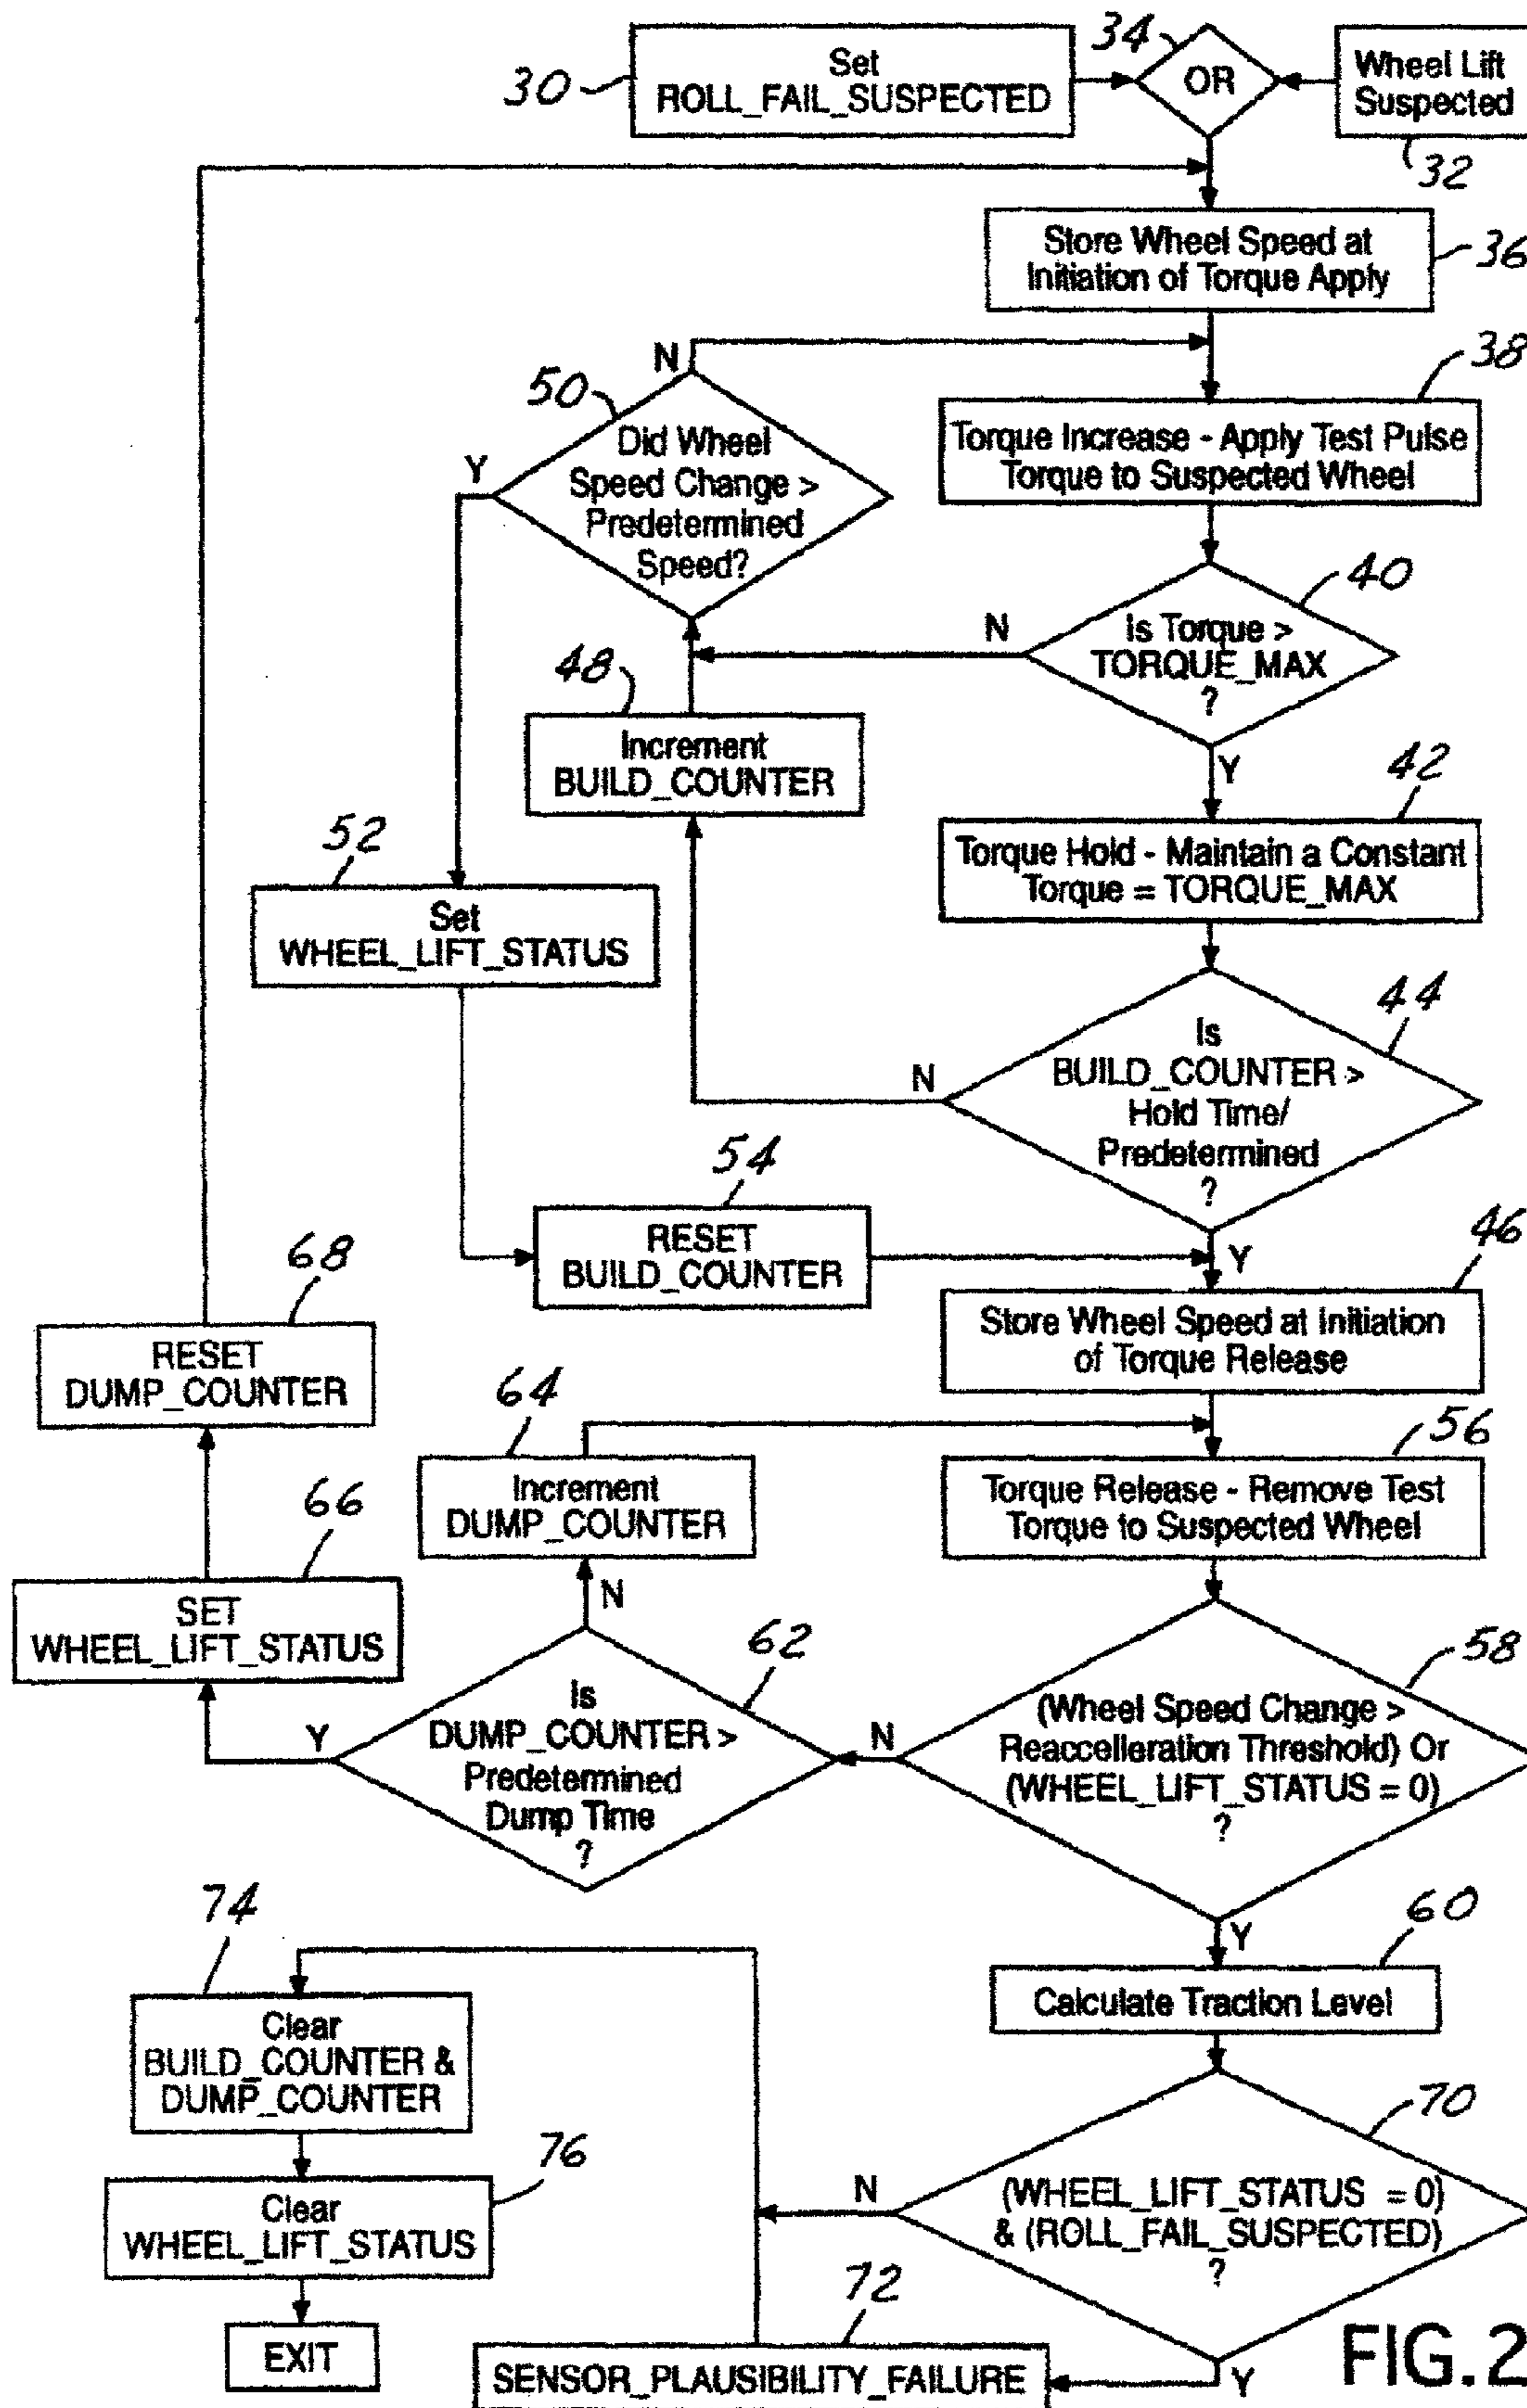 30
Set
ROLL_FAIL_SUSPECTED
34
OR
Wheel Lift
Suspected
32
Store Wheel Speed at
Initiation of Torque Apply
36
N
50
Did Wheel
Speed Change >
Predetermined
Speed?
Y
38
Torque Increase - Apply Test Pulse
Torque to Suspected Wheel
40
Is Torque >
TORQUE_MAX
?
N
Y
48
Increment
BUILD_COUNTER
42
Torque Hold - Maintain a Constant
Torque = TORQUE_MAX
52
Set
WHEEL_LIFT_STATUS
44
Is
BUILD_COUNTER >
Hold Time/
Predetermined
?
N
Y
54
RESET
BUILD_COUNTER
46
Store Wheel Speed at Initiation
of Torque Release
68
RESET
DUMP_COUNTER
64
Increment
DUMP_COUNTER
56
Torque Release - Remove Test
Torque to Suspected Wheel
66
SET
WHEEL_LIFT_STATUS
N
62
Is
DUMP_COUNTER >
Predetermined
Dump Time
?
Y
58
(Wheel Speed Change >
Reaccelleration Threshold) Or
(WHEEL_LIFT_STATUS = 0)
?
N
Y
60
Calculate Traction Level
74
Clear
BUILD_COUNTER &
DUMP_COUNTER
76
Clear
WHEEL_LIFT_STATUS
EXIT
70
(WHEEL_LIFT_STATUS = 0)
& (ROLL_FAIL_SUSPECTED)
?
N
Y
72
SENSOR_PLAUSIBILITY_FAILURE
FIG.2